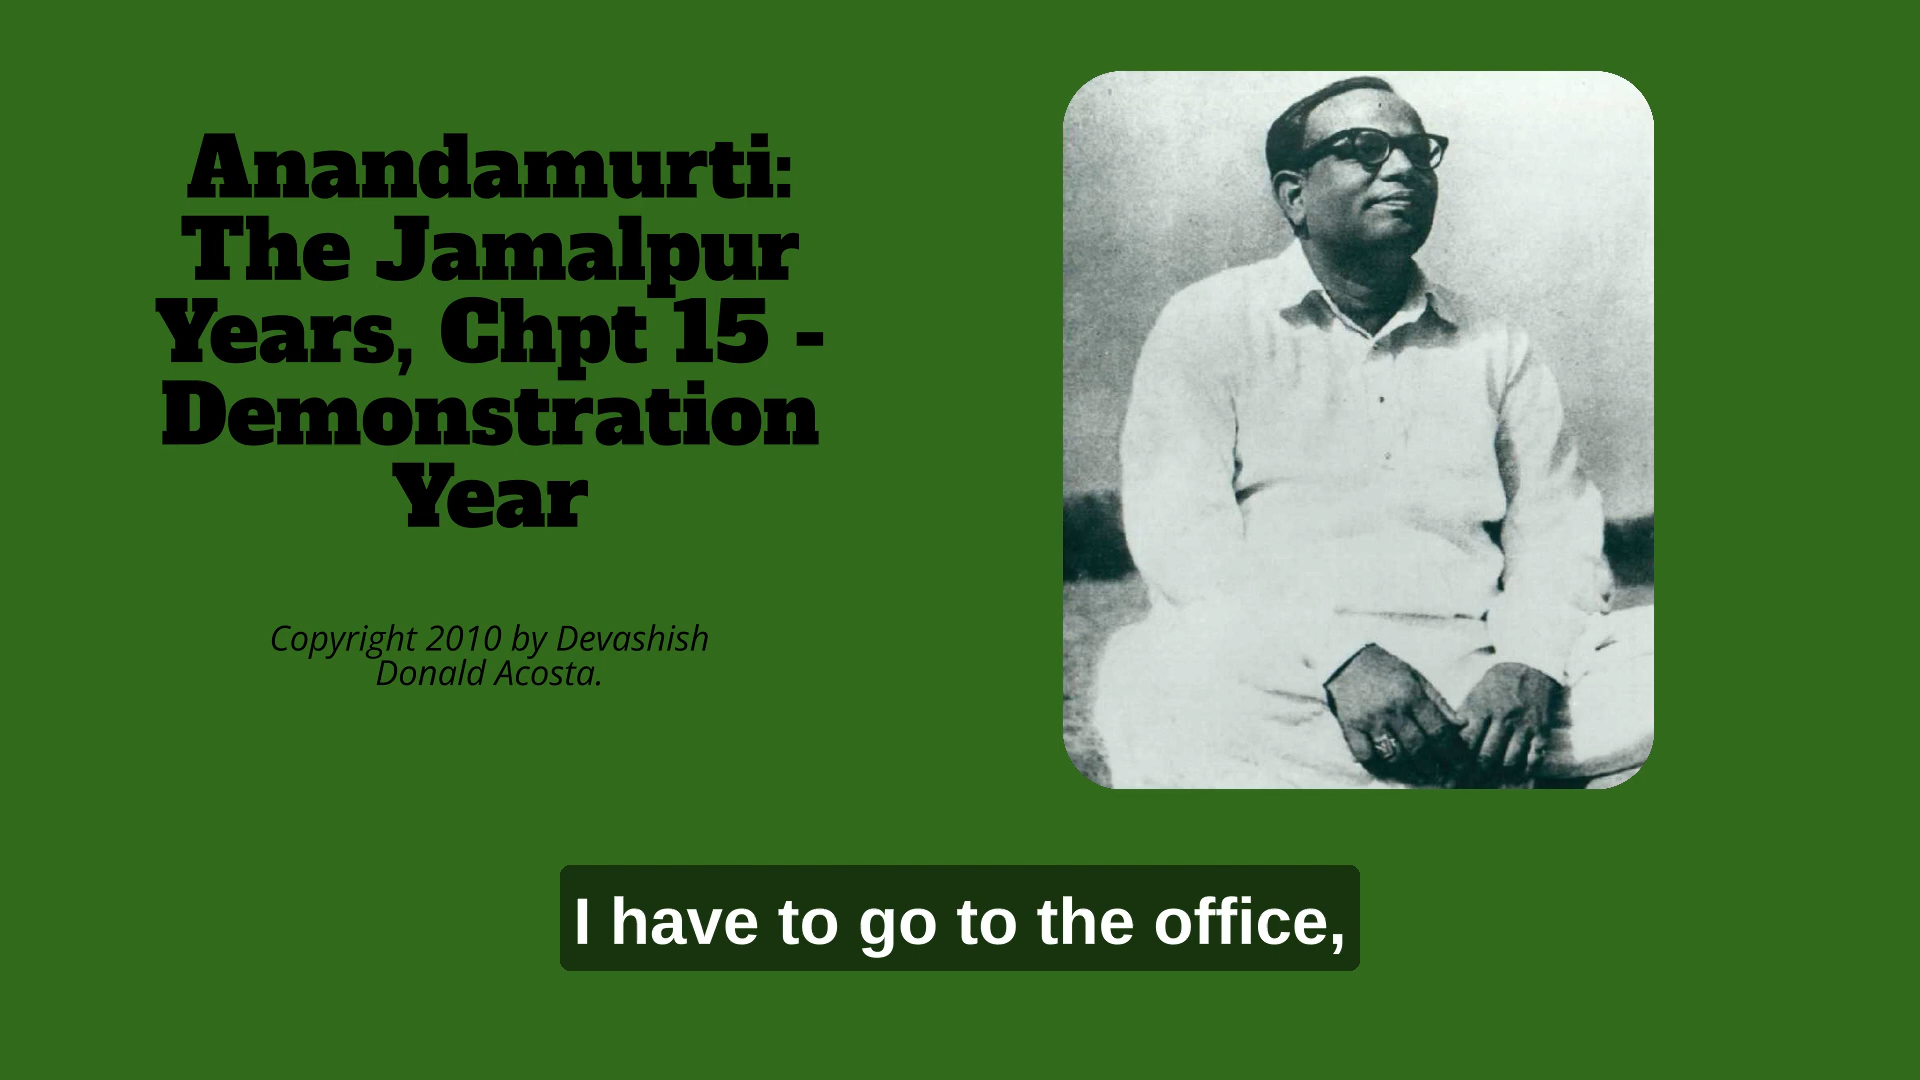 Anandamurti:
The Jamalpur
Years, Chpt 15 -
Demonstration
Year
Copyright 2010 by Devashish
Donald Acosta.
I have to go to the office,